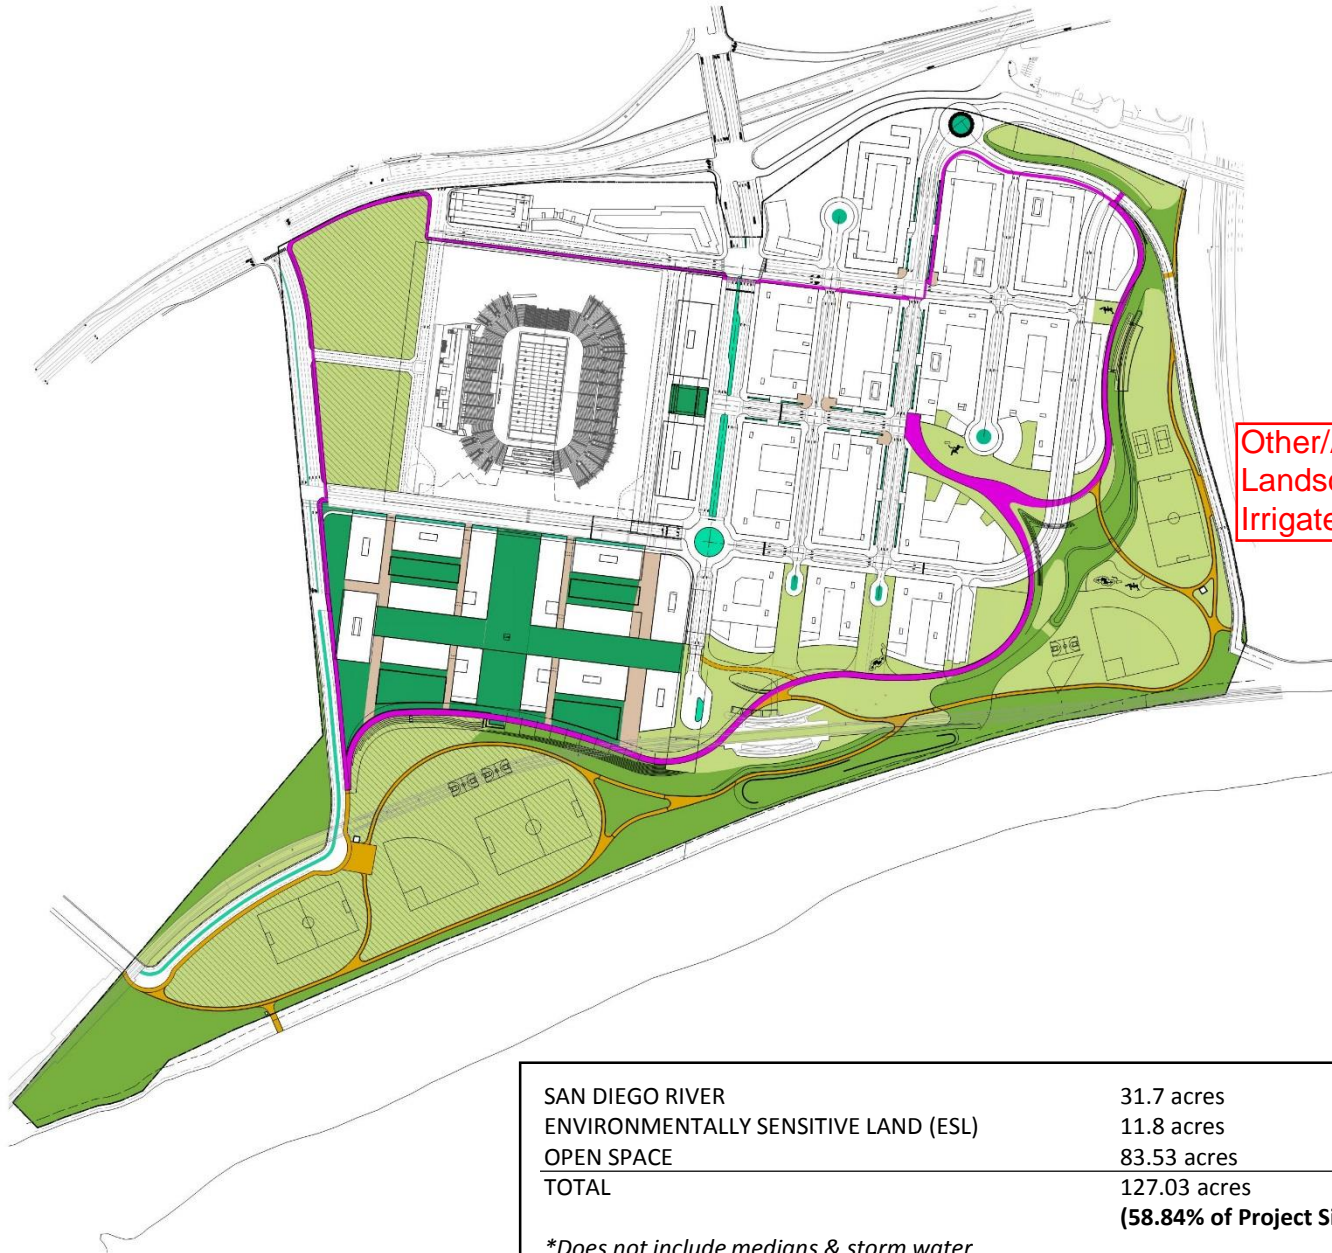 Other/
Landsc
Irrigate
SAN DIEGO RIVER 31.7 acres
ENVIRONMENTALLY SENSITIVE LAND (ESL) 11.8 acres
OPEN SPACE 83.53 acres
TOTAL 127.03 acres
(58.84% of Project Si
*Does not include medians & storm water